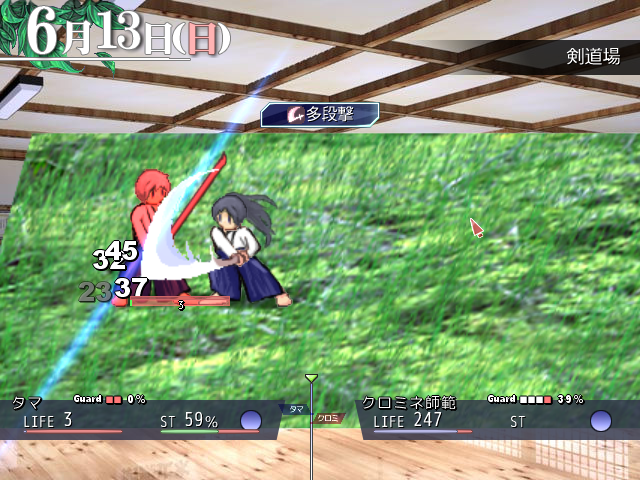 6月13日(日)
剣道場
多段撃
45
32
23
37
3
タマ Guard 0%
LIFE 3 ST 59%
タマ
クロミ
クロミネ師範 Guard 39%
LIFE 247 ST